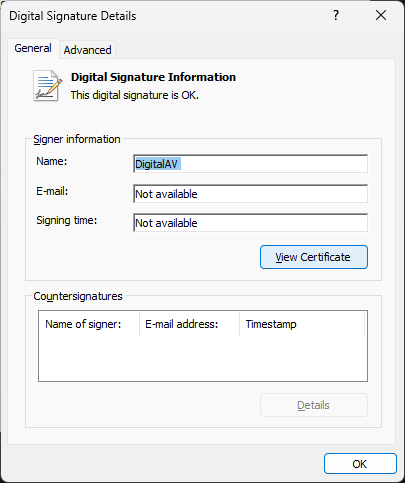 Digital Signature Details
General
Advanced
Digital Signature Information
This digital signature is OK.
Signer information
Name:
DigitalAV
E-mail:
Not available
Signing time:
Not available
View Certificate
Countersignatures
Name of signer: E-mail address: Timestamp
Details
OK